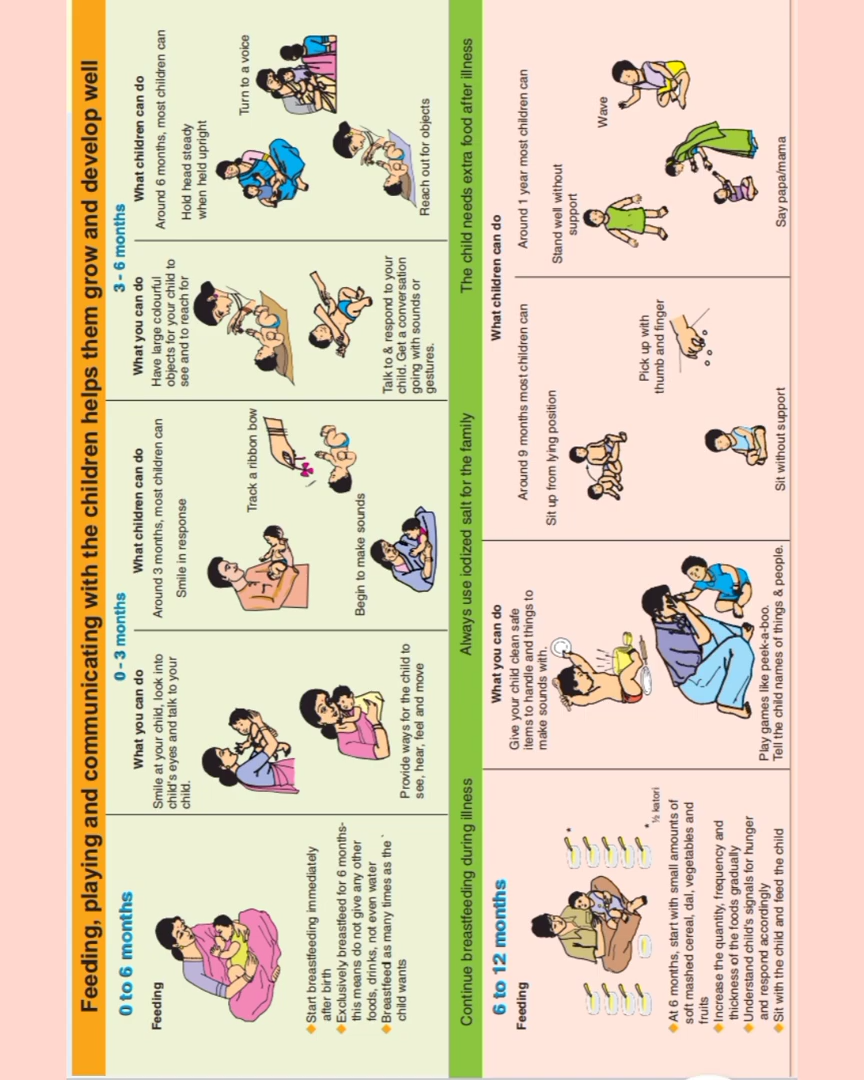 Feeding, playing and communicating with the children helps them grow and develop well
0 to 6 months
Feeding
Start breastfeeding immediately
after birth
Exclusively breastfeed for 6 months-
this means do not give any other
foods, drinks, not even water
Breastfeed as many times as the `
child wants
0 - 3 months
What you can do
Smile at your child, look into
child's eyes and talk to your
child.
Provide ways for the child to
see, hear, feel and move
What children can do
Around 3 months, most children can
Smile in response
Track a ribbon bow
Begin to make sounds
3 - 6 months
What you can do
Have large colourful
objects for your child to
see and to reach for
Talk to & respond to your
child. Get a conversation
going with sounds or
gestures.
What children can do
Around 6 months, most children can
Hold head steady
when held upright
Turn to a voice
Reach out for objects
Continue breastfeeding during illness
Always use iodized salt for the family
The child needs extra food after illness
6 to 12 months
Feeding
*
* ½ katori
At 6 months, start with small amounts of
soft mashed cereal, dal, vegetables and
fruits
Increase the quantity, frequency and
thickness of the foods gradually
Understand child's signals for hunger
and respond accordingly
Sit with the child and feed the child
What you can do
Give your child clean safe
items to handle and things to
make sounds with.
Play games like peek-a-boo.
Tell the child names of things & people.
What children can do
Around 9 months most children can
Sit up from lying position
Pick up with
thumb and finger
Sit without support
Around 1 year most children can
Stand well without
support
Wave
Say papa/mama